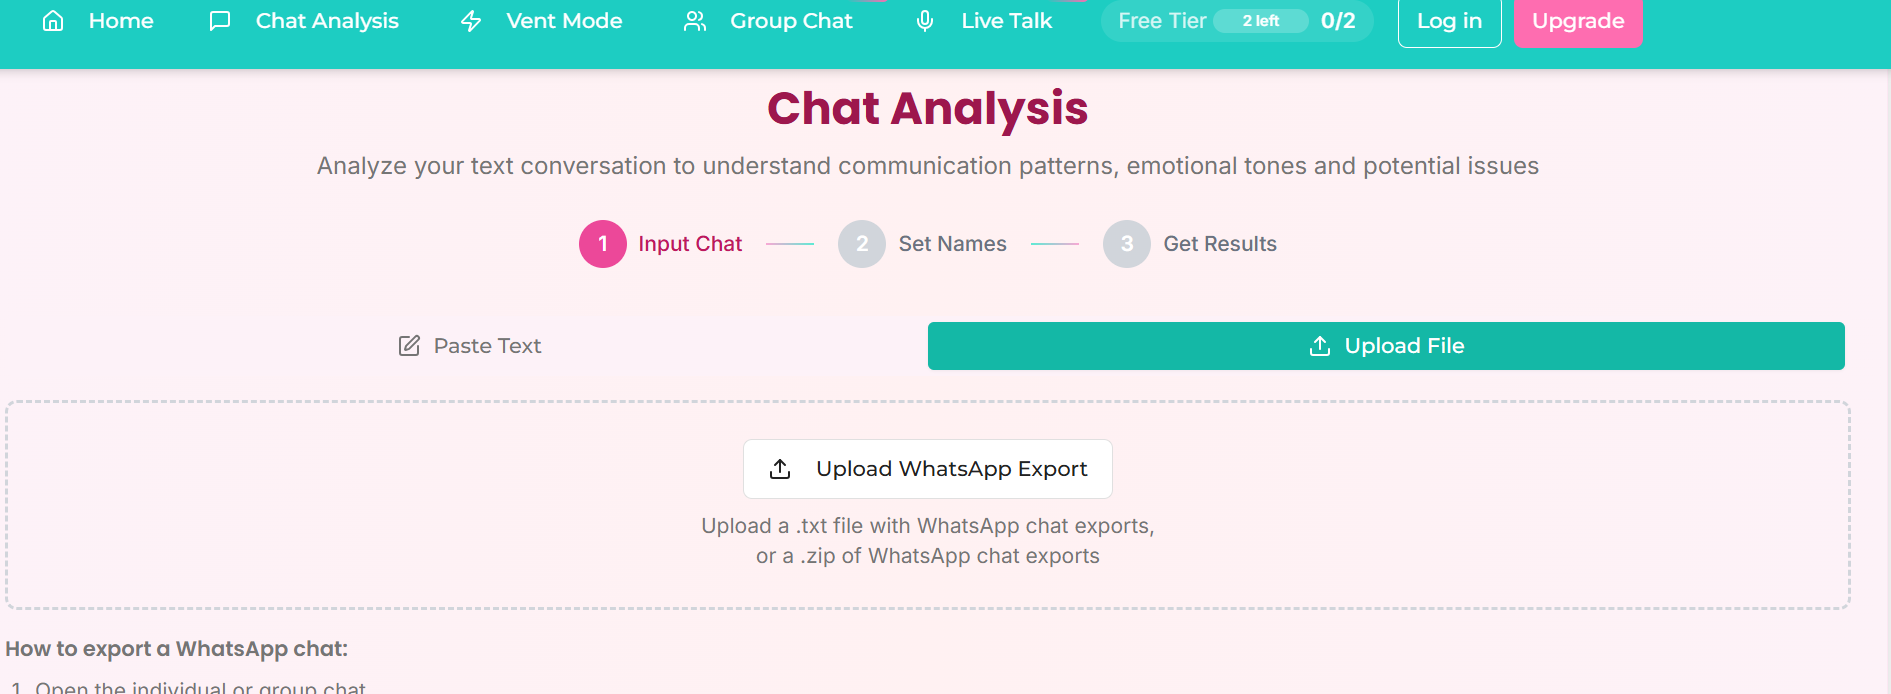 Home Chat Analysis Vent Mode Group Chat Live Talk Free Tier 2 left 0/2 Log in Upgrade
Chat Analysis
Analyze your text conversation to understand communication patterns, emotional tones and potential issues
1 Input Chat 2 Set Names 3 Get Results
Paste Text Upload File
Upload WhatsApp Export
Upload a .txt file with WhatsApp chat exports,
or a .zip of WhatsApp chat exports
How to export a WhatsApp chat:
1. Open the individual or group chat